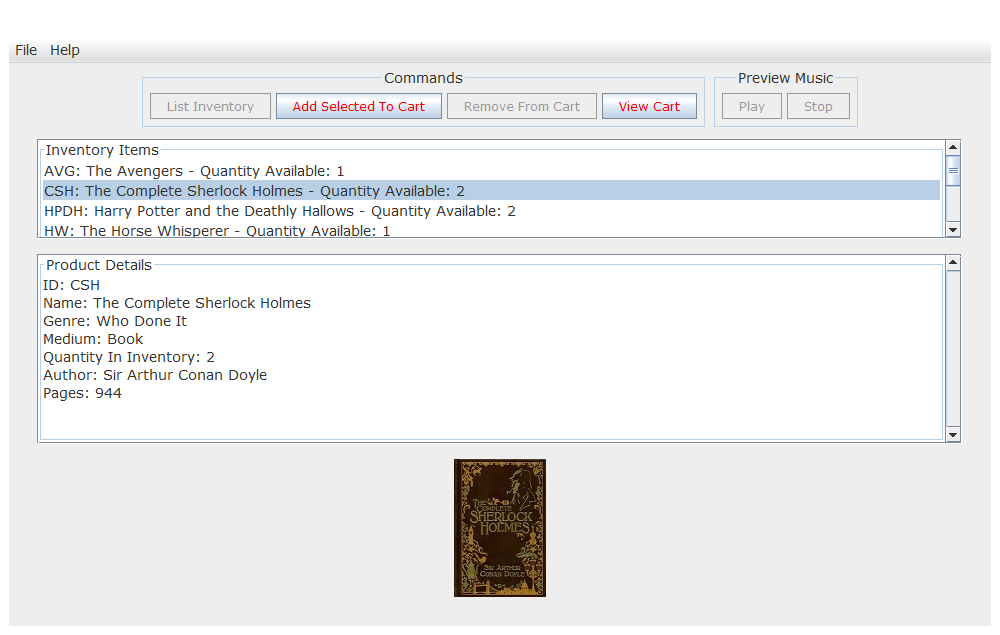 File Help
Commands
Preview Music
List Inventory Add Selected To Cart Remove From Cart View Cart Play Stop
Inventory Items
AVG: The Avengers - Quantity Available: 1
CSH: The Complete Sherlock Holmes - Quantity Available: 2
HPDH: Harry Potter and the Deathly Hallows - Quantity Available: 2
HW: The Horse Whisperer - Quantity Available: 1
Product Details
ID: CSH
Name: The Complete Sherlock Holmes
Genre: Who Done It
Medium: Book
Quantity In Inventory: 2
Author: Sir Arthur Conan Doyle
Pages: 944
The
Complete
Sherlock
Holmes
Sir Arthur
Conan Doyle